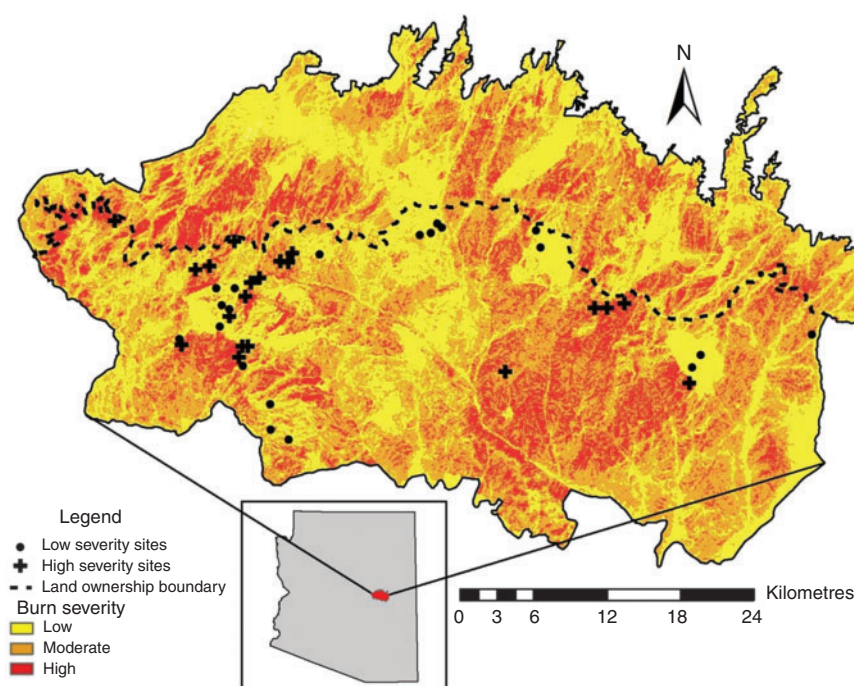 N
Legend
Low severity sites
High severity sites
Land ownership boundary
Burn severity
Low
Moderate
High
Kilometres
0 3 6 12 18 24